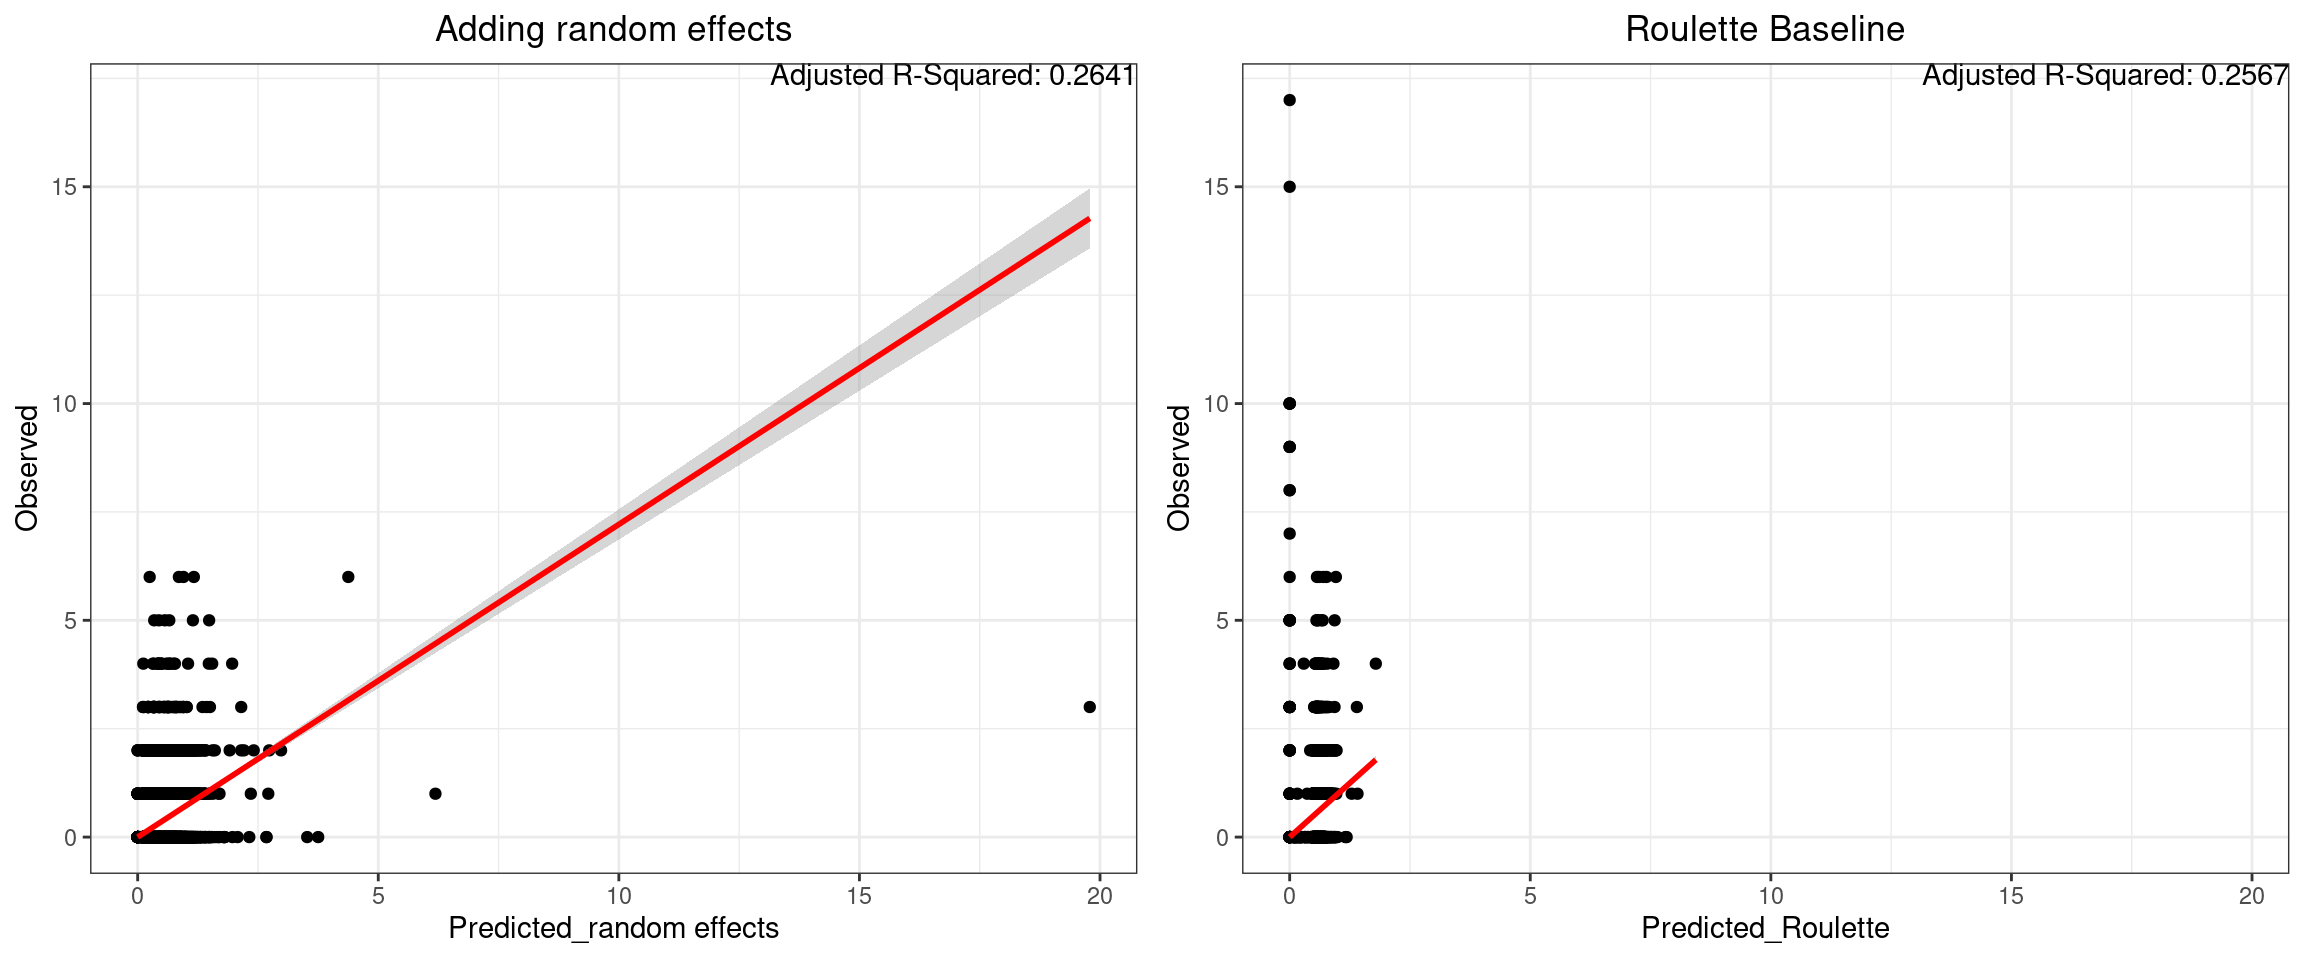 Adding random effects
Adjusted R-Squared: 0.2641
Observed
15
10
5
0
0 5 10 15 20
Predicted_random effects
Roulette Baseline
Adjusted R-Squared: 0.2567
Observed
15
10
5
0
0 5 10 15 20
Predicted_Roulette